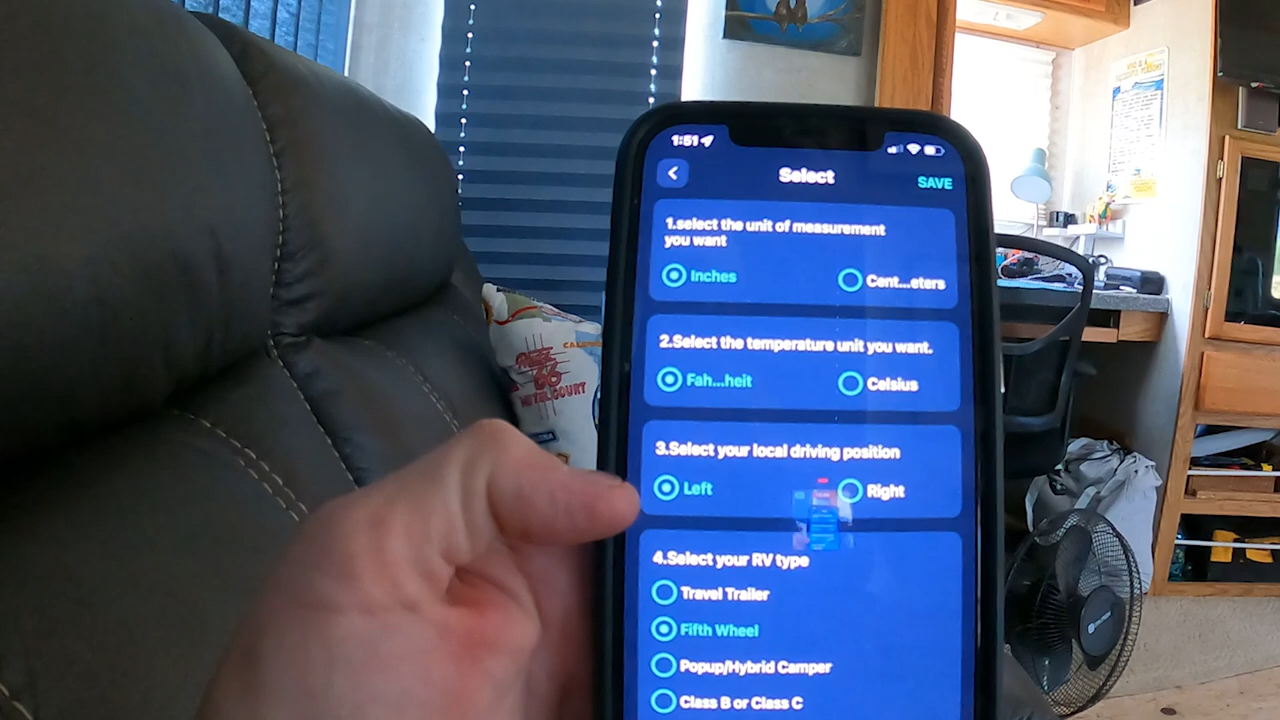 1:51
Select
SAVE
1.select the unit of measurement
you want
Inches
Cent...eters
2.Select the temperature unit you want.
Fah...heit
Celsius
3.Select your local driving position
Left
Right
4.Select your RV type
Travel Trailer
Fifth Wheel
Popup/Hybrid Camper
Class B or Class C
66